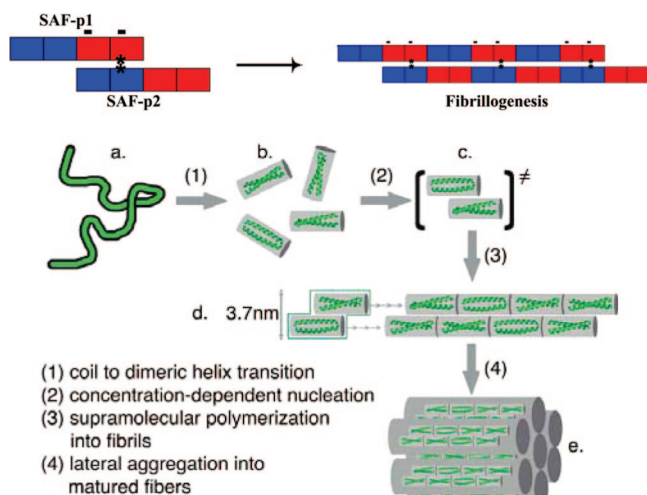 SAF-p1
SAF-p2
Fibrillogenesis
a.
(1)
b.
(2)
c.
≠
(3)
d.
3.7nm
(4)
e.
(1) coil to dimeric helix transition
(2) concentration-dependent nucleation
(3) supramolecular polymerization
into fibrils
(4) lateral aggregation into
matured fibers